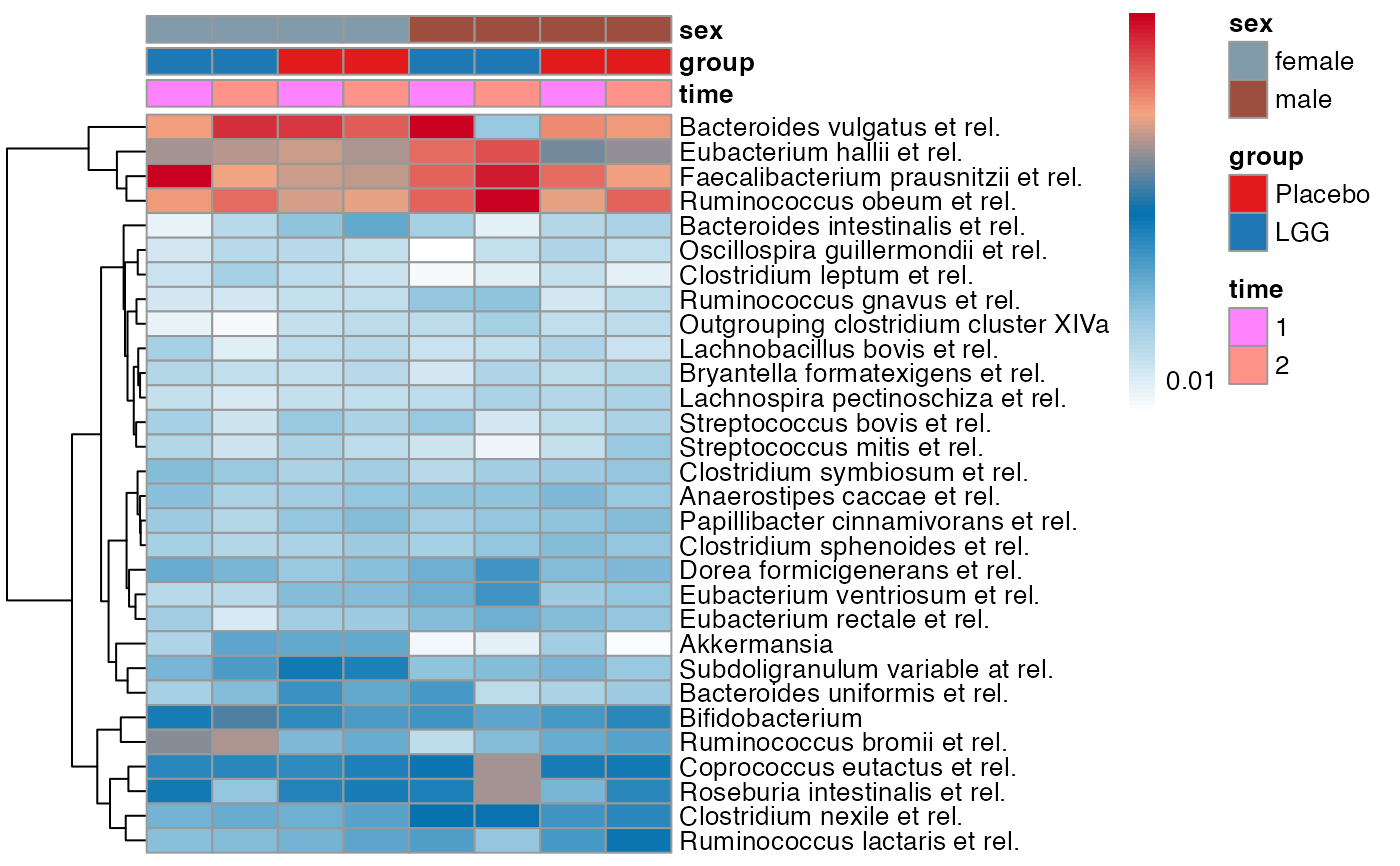 sex
group
time
Bacteroides vulgatus et rel.
Eubacterium hallii et rel.
Faecalibacterium prausnitzii et rel.
Ruminococcus obeum et rel.
Bacteroides intestinalis et rel.
Oscillospira guillermondii et rel.
Clostridium leptum et rel.
Ruminococcus gnavus et rel.
Outgrouping clostridium cluster XIVa
Lachnobacillus bovis et rel.
Bryantella formatexigens et rel.
Lachnospira pectinoschiza et rel.
Streptococcus bovis et rel.
Streptococcus mitis et rel.
Clostridium symbiosum et rel.
Anaerostipes caccae et rel.
Papillibacter cinnamivorans et rel.
Clostridium sphenoides et rel.
Dorea formicigenerans et rel.
Eubacterium ventriosum et rel.
Eubacterium rectale et rel.
Akkermansia
Subdoligranulum variable at rel.
Bacteroides uniformis et rel.
Bifidobacterium
Ruminococcus bromii et rel.
Coprococcus eutactus et rel.
Roseburia intestinalis et rel.
Clostridium nexile et rel.
Ruminococcus lactaris et rel.
0.01
sex
female
male
group
Placebo
LGG
time
1
2